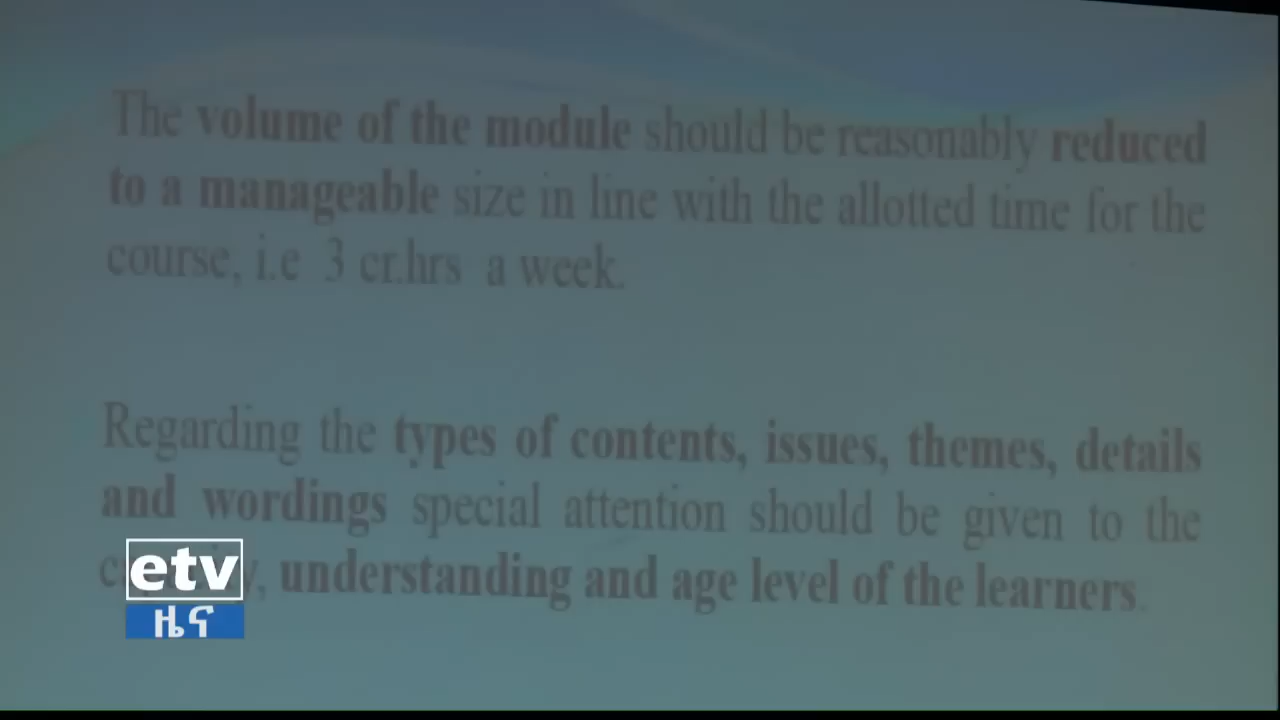 The volume of the module should be reasonably reduced
to a manageable size in line with the allotted time for the
course, i.e 3 cr.hrs a week.
Regarding the types of contents, issues, themes, details
and wordings special attention should be given to the
understanding and age level of the learners.
etv
ዜና